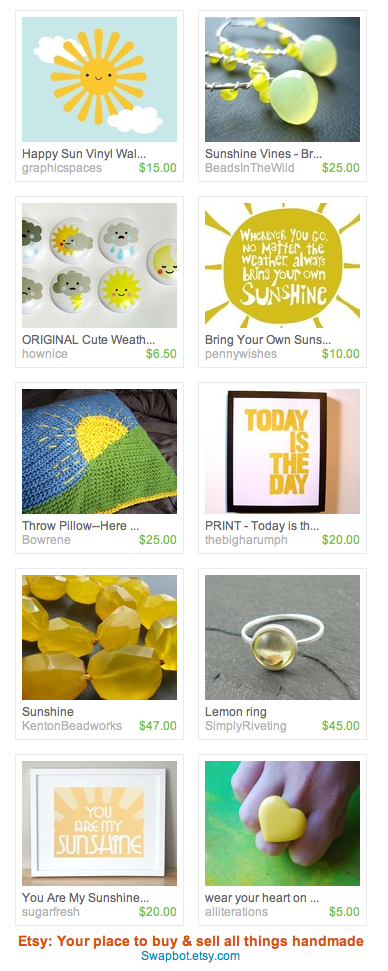 Happy Sun Vinyl Wal...
graphicspaces $15.00
Sunshine Vines - Br...
BeadsInTheWild $25.00
ORIGINAL Cute Weath...
hownice $6.50
WHEREVER YOU GO,
NO MATTER THE
WEATHER, ALWAYS
BRING YOUR OWN
SUNSHINE
Bring Your Own Suns...
pennywishes $10.00
Throw Pillow--Here ...
Bowrene $25.00
TODAY
IS
THE
DAY
PRINT - Today is th...
thebigharumph $20.00
Sunshine
KentonBeadworks $47.00
Lemon ring
SimplyRiveting $45.00
YOU
ARE MY
SUNSHINE
You Are My Sunshine...
sugarfresh $20.00
wear your heart on ...
alliterations $5.00
Etsy: Your place to buy & sell all things handmade
Swapbot.etsy.com